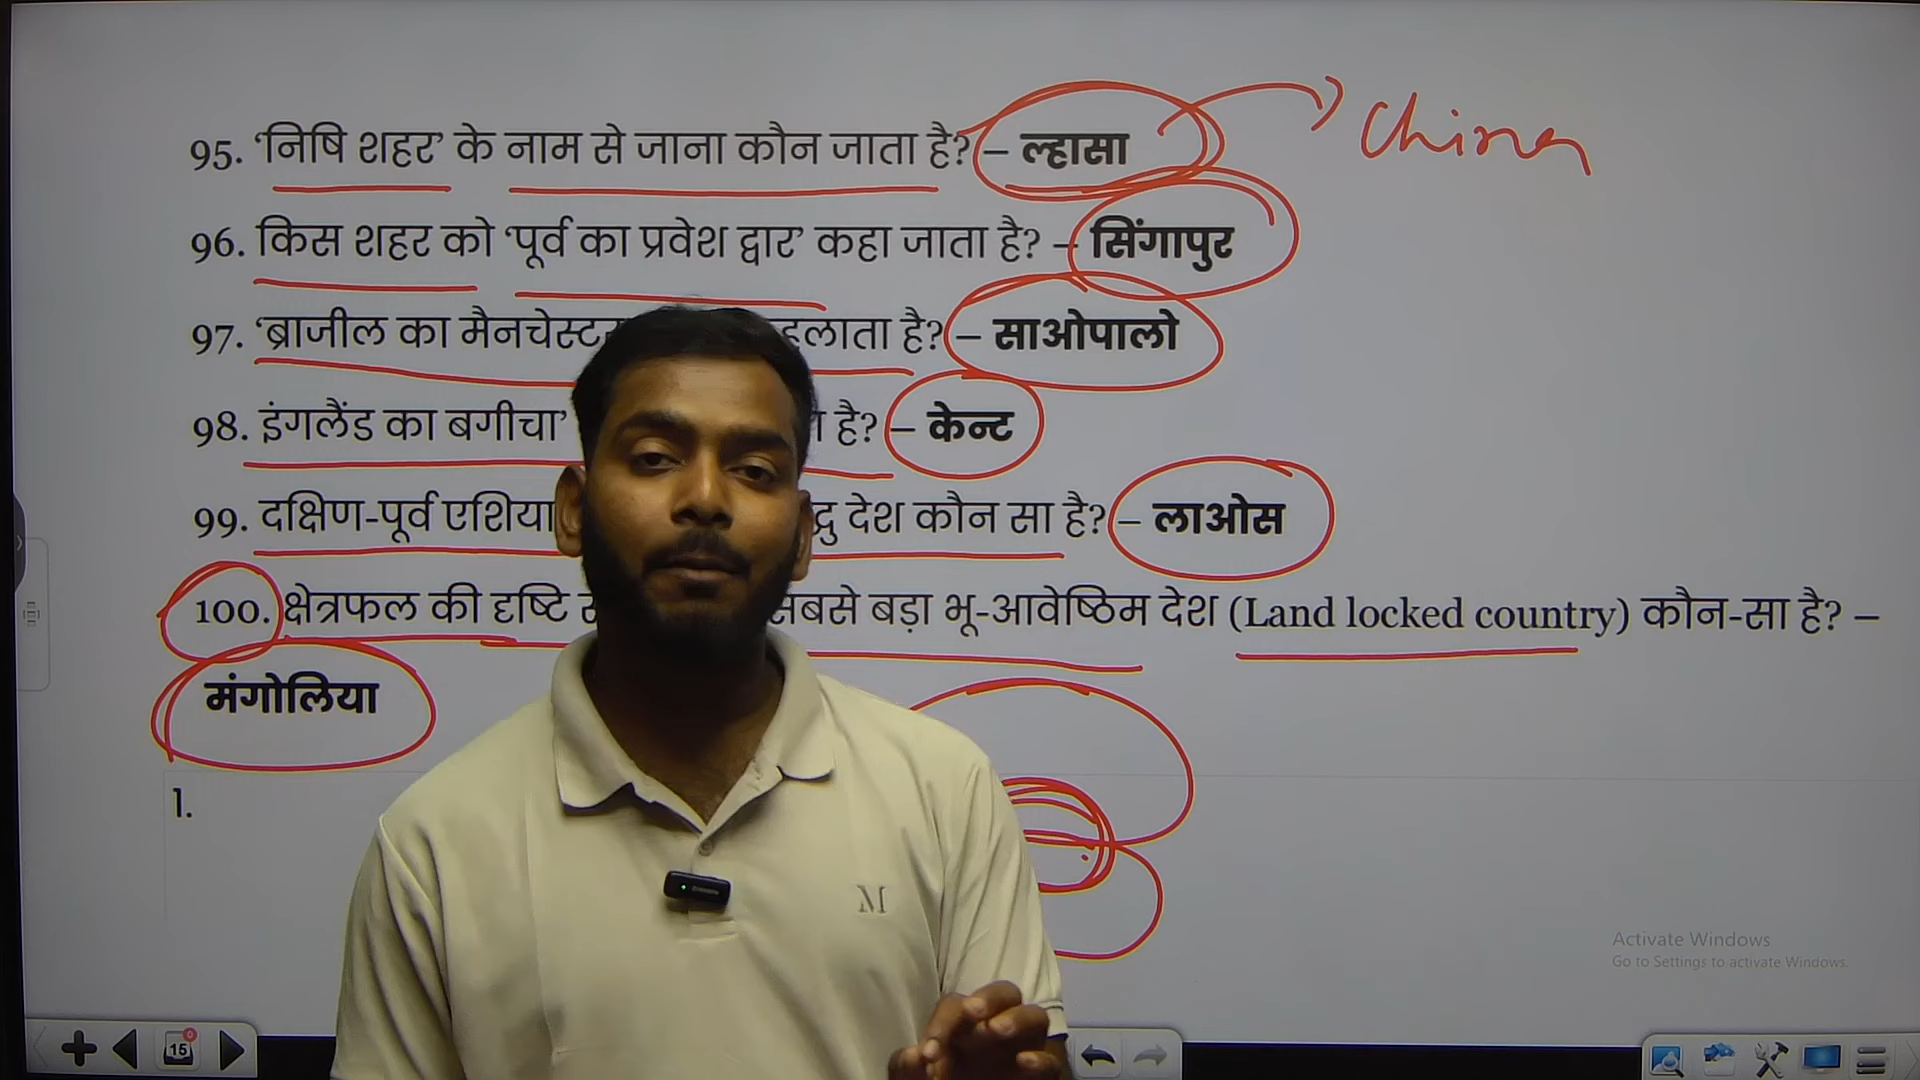 95. ‘निषि शहर’ के नाम से जाना कौन जाता है? – ल्हासा China
96. किस शहर को ‘पूर्व का प्रवेश द्वार’ कहा जाता है? – सिंगापुर
97. ‘ब्राजील का मैनचेस्टर है? – साओपालो
98. इंगलैंड का बगीचा’ है? – केन्ट
99. दक्षिण-पूर्व एशिया देश कौन सा है? – लाओस
100. क्षेत्रफल की दृष्टि सबसे बड़ा भू-आवेष्ठिम देश (Land locked country) कौन-सा है? –
मंगोलिया
1.
M
Activate Windows
Go to Settings to activate Windows.
15